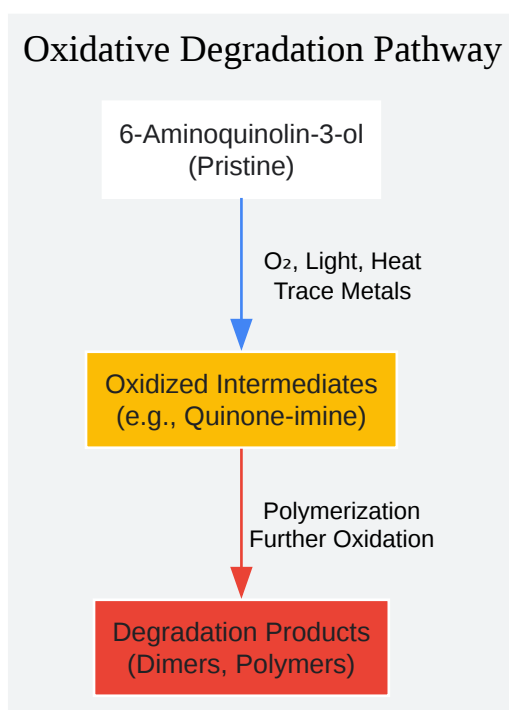 Oxidative Degradation Pathway
6-Aminoquinolin-3-ol
(Pristine)
O₂, Light, Heat
Trace Metals
Oxidized Intermediates
(e.g., Quinone-imine)
Polymerization
Further Oxidation
Degradation Products
(Dimers, Polymers)